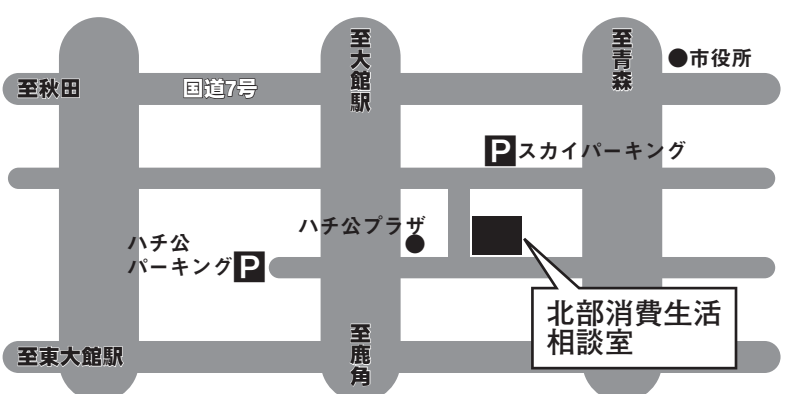 至大館駅
至青森
●市役所
至秋田
国道7号
P スカイパーキング
ハチ公プラザ
ハチ公
パーキング P
北部消費生活
相談室
至東大館駅
至鹿角